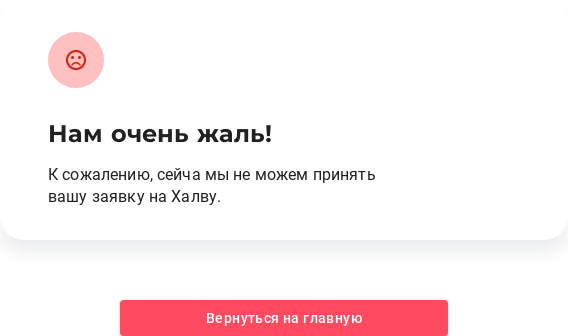 Нам очень жаль!
К сожалению, сейча мы не можем принять
вашу заявку на Халву.
Вернуться на главную